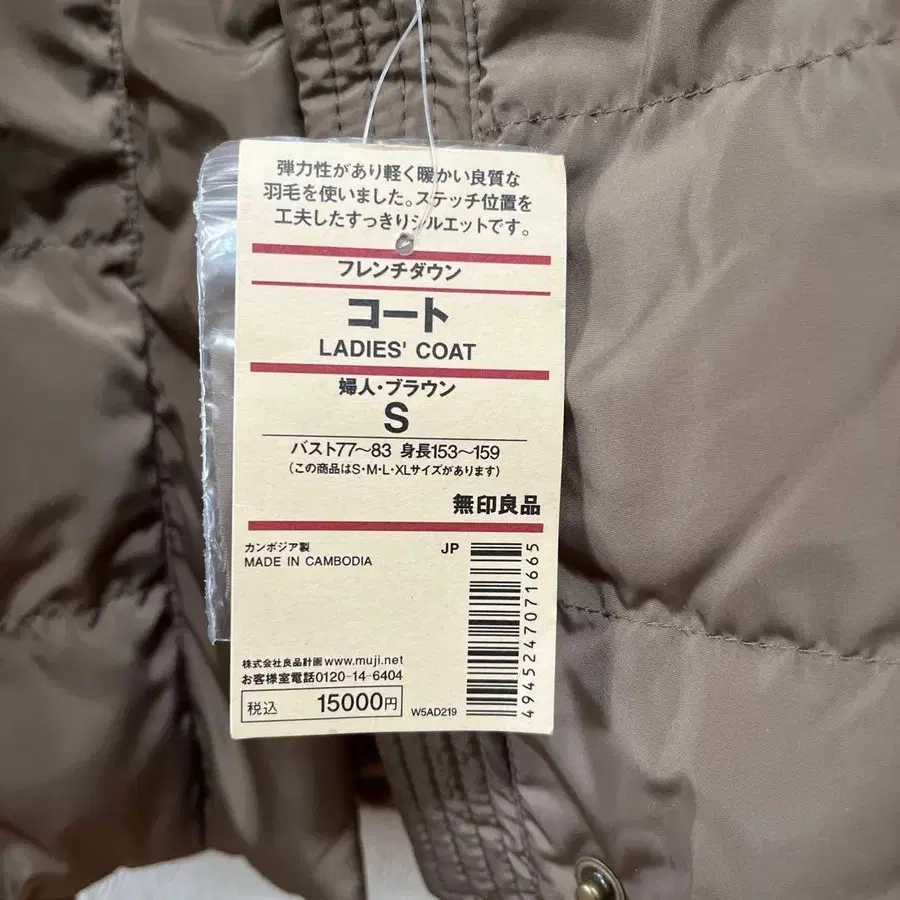 弾力性があり軽く暖かい良質な
羽毛を使いました。ステッチ位置を
工夫したすっきりシルエットです。
フレンチダウン
コート
LADIES' COAT
婦人・ブラウン
S
バスト77〜83 身長153〜159
(この商品はS・M・L・XLサイズがあります)
無印良品
カンボジア製
JP
MADE IN CAMBODIA
4945247071665
株式会社良品計画 www.muji.net
お客様室電話0120-14-6404
税込 15000円
W5AD219